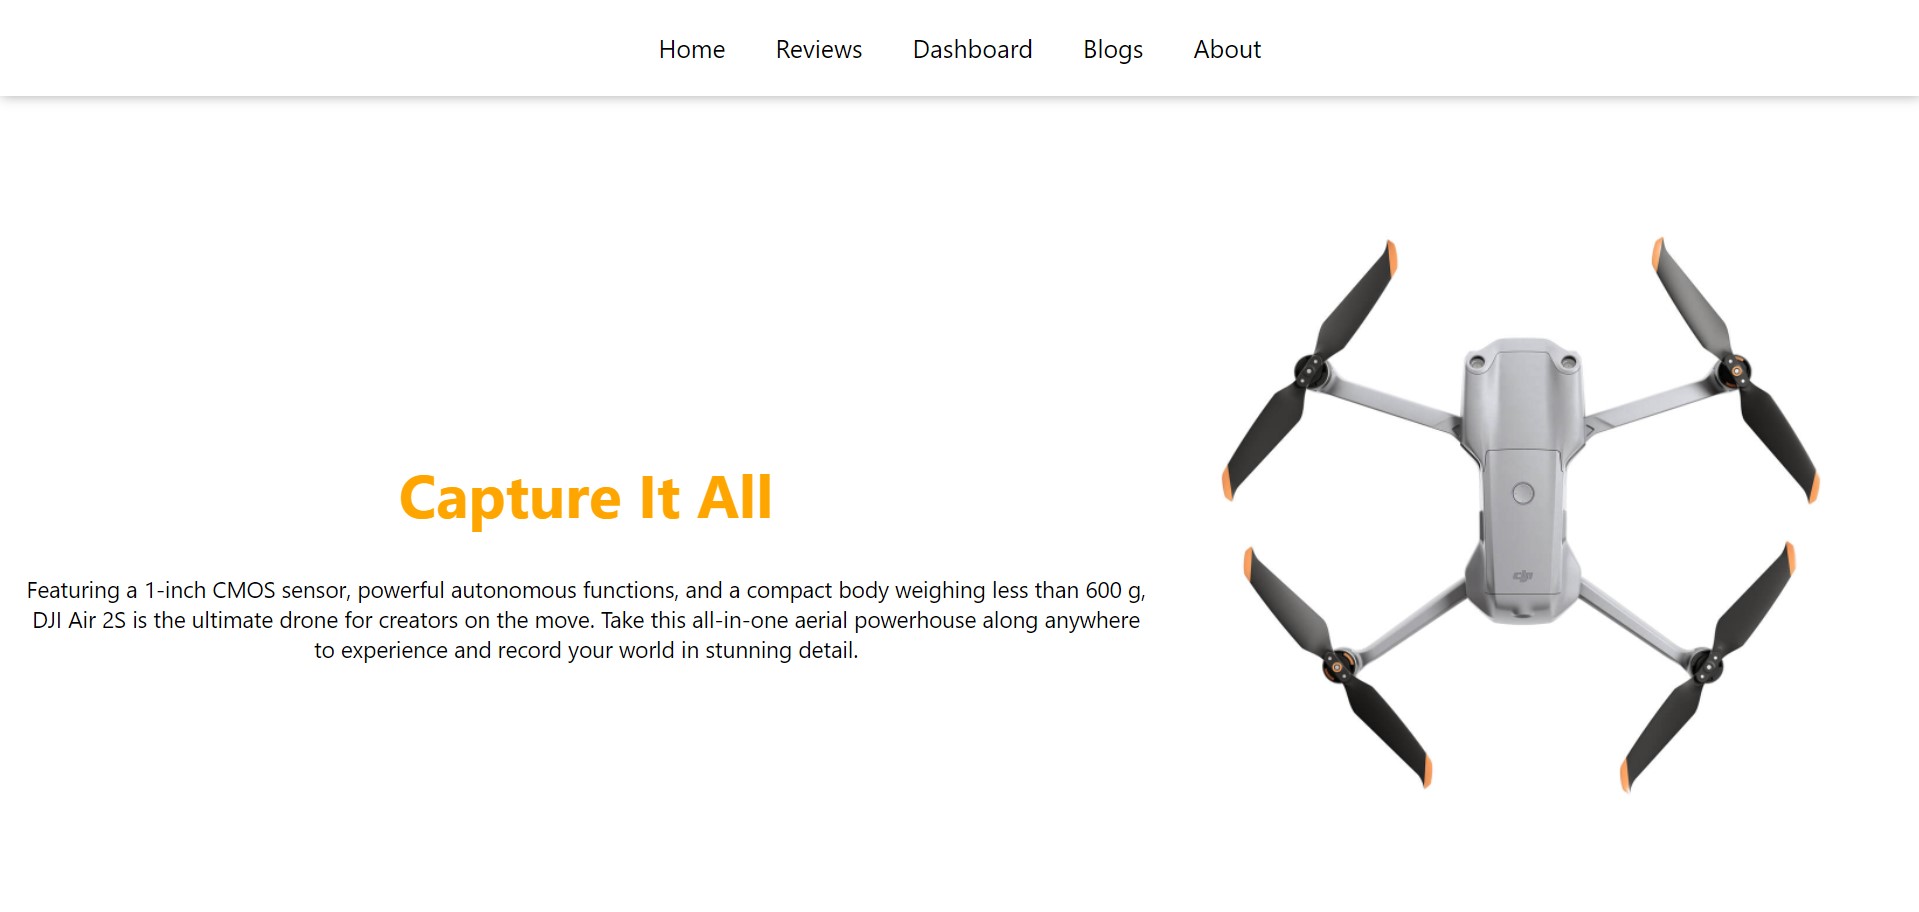 Home Reviews Dashboard Blogs About
Capture It All
Featuring a 1-inch CMOS sensor, powerful autonomous functions, and a compact body weighing less than 600 g,
DJI Air 2S is the ultimate drone for creators on the move. Take this all-in-one aerial powerhouse along anywhere
to experience and record your world in stunning detail.
dji